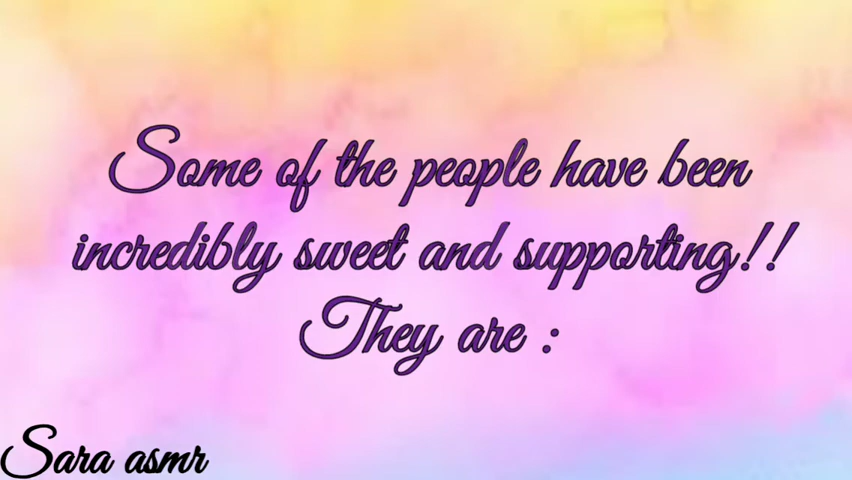 Some of the people have been
incredibly sweet and supporting!!
They are :
Sara asmr